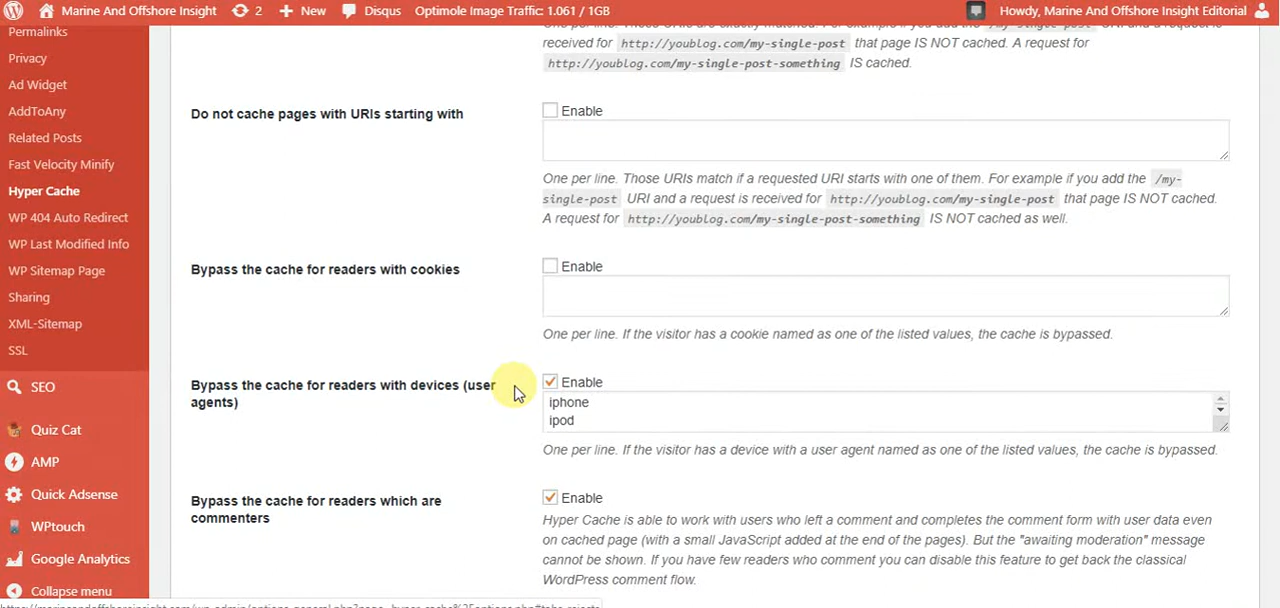 Marine And Offshore Insight 2 New Disqus Optimole Image Traffic: 1.061 / 1GB Howdy, Marine And Offshore Insight Editorial
Permalinks
Privacy
Ad Widget
AddToAny
Related Posts
Fast Velocity Minify
Hyper Cache
WP 404 Auto Redirect
WP Last Modified Info
WP Sitemap Page
Sharing
XML-Sitemap
SSL
SEO
Quiz Cat
AMP
Quick Adsense
WPtouch
Google Analytics
Collapse menu
received for http://youblog.com/my-single-post that page IS NOT cached. A request for
http://youblog.com/my-single-post-something IS cached.
Do not cache pages with URIs starting with
Enable
One per line. Those URIs match if a requested URI starts with one of them. For example if you add the /my-
single-post URI and a request is received for http://youblog.com/my-single-post that page IS NOT cached.
A request for http://youblog.com/my-single-post-something IS NOT cached as well.
Bypass the cache for readers with cookies
Enable
One per line. If the visitor has a cookie named as one of the listed values, the cache is bypassed.
Bypass the cache for readers with devices (user
agents)
Enable
iphone
ipod
One per line. If the visitor has a device with a user agent named as one of the listed values, the cache is bypassed.
Bypass the cache for readers which are
commenters
Enable
Hyper Cache is able to work with users who left a comment and completes the comment form with user data even
on cached page (with a small JavaScript added at the end of the pages). But the "awaiting moderation" message
cannot be shown. If you have few readers who comment you can disable this feature to get back the classical
WordPress comment flow.